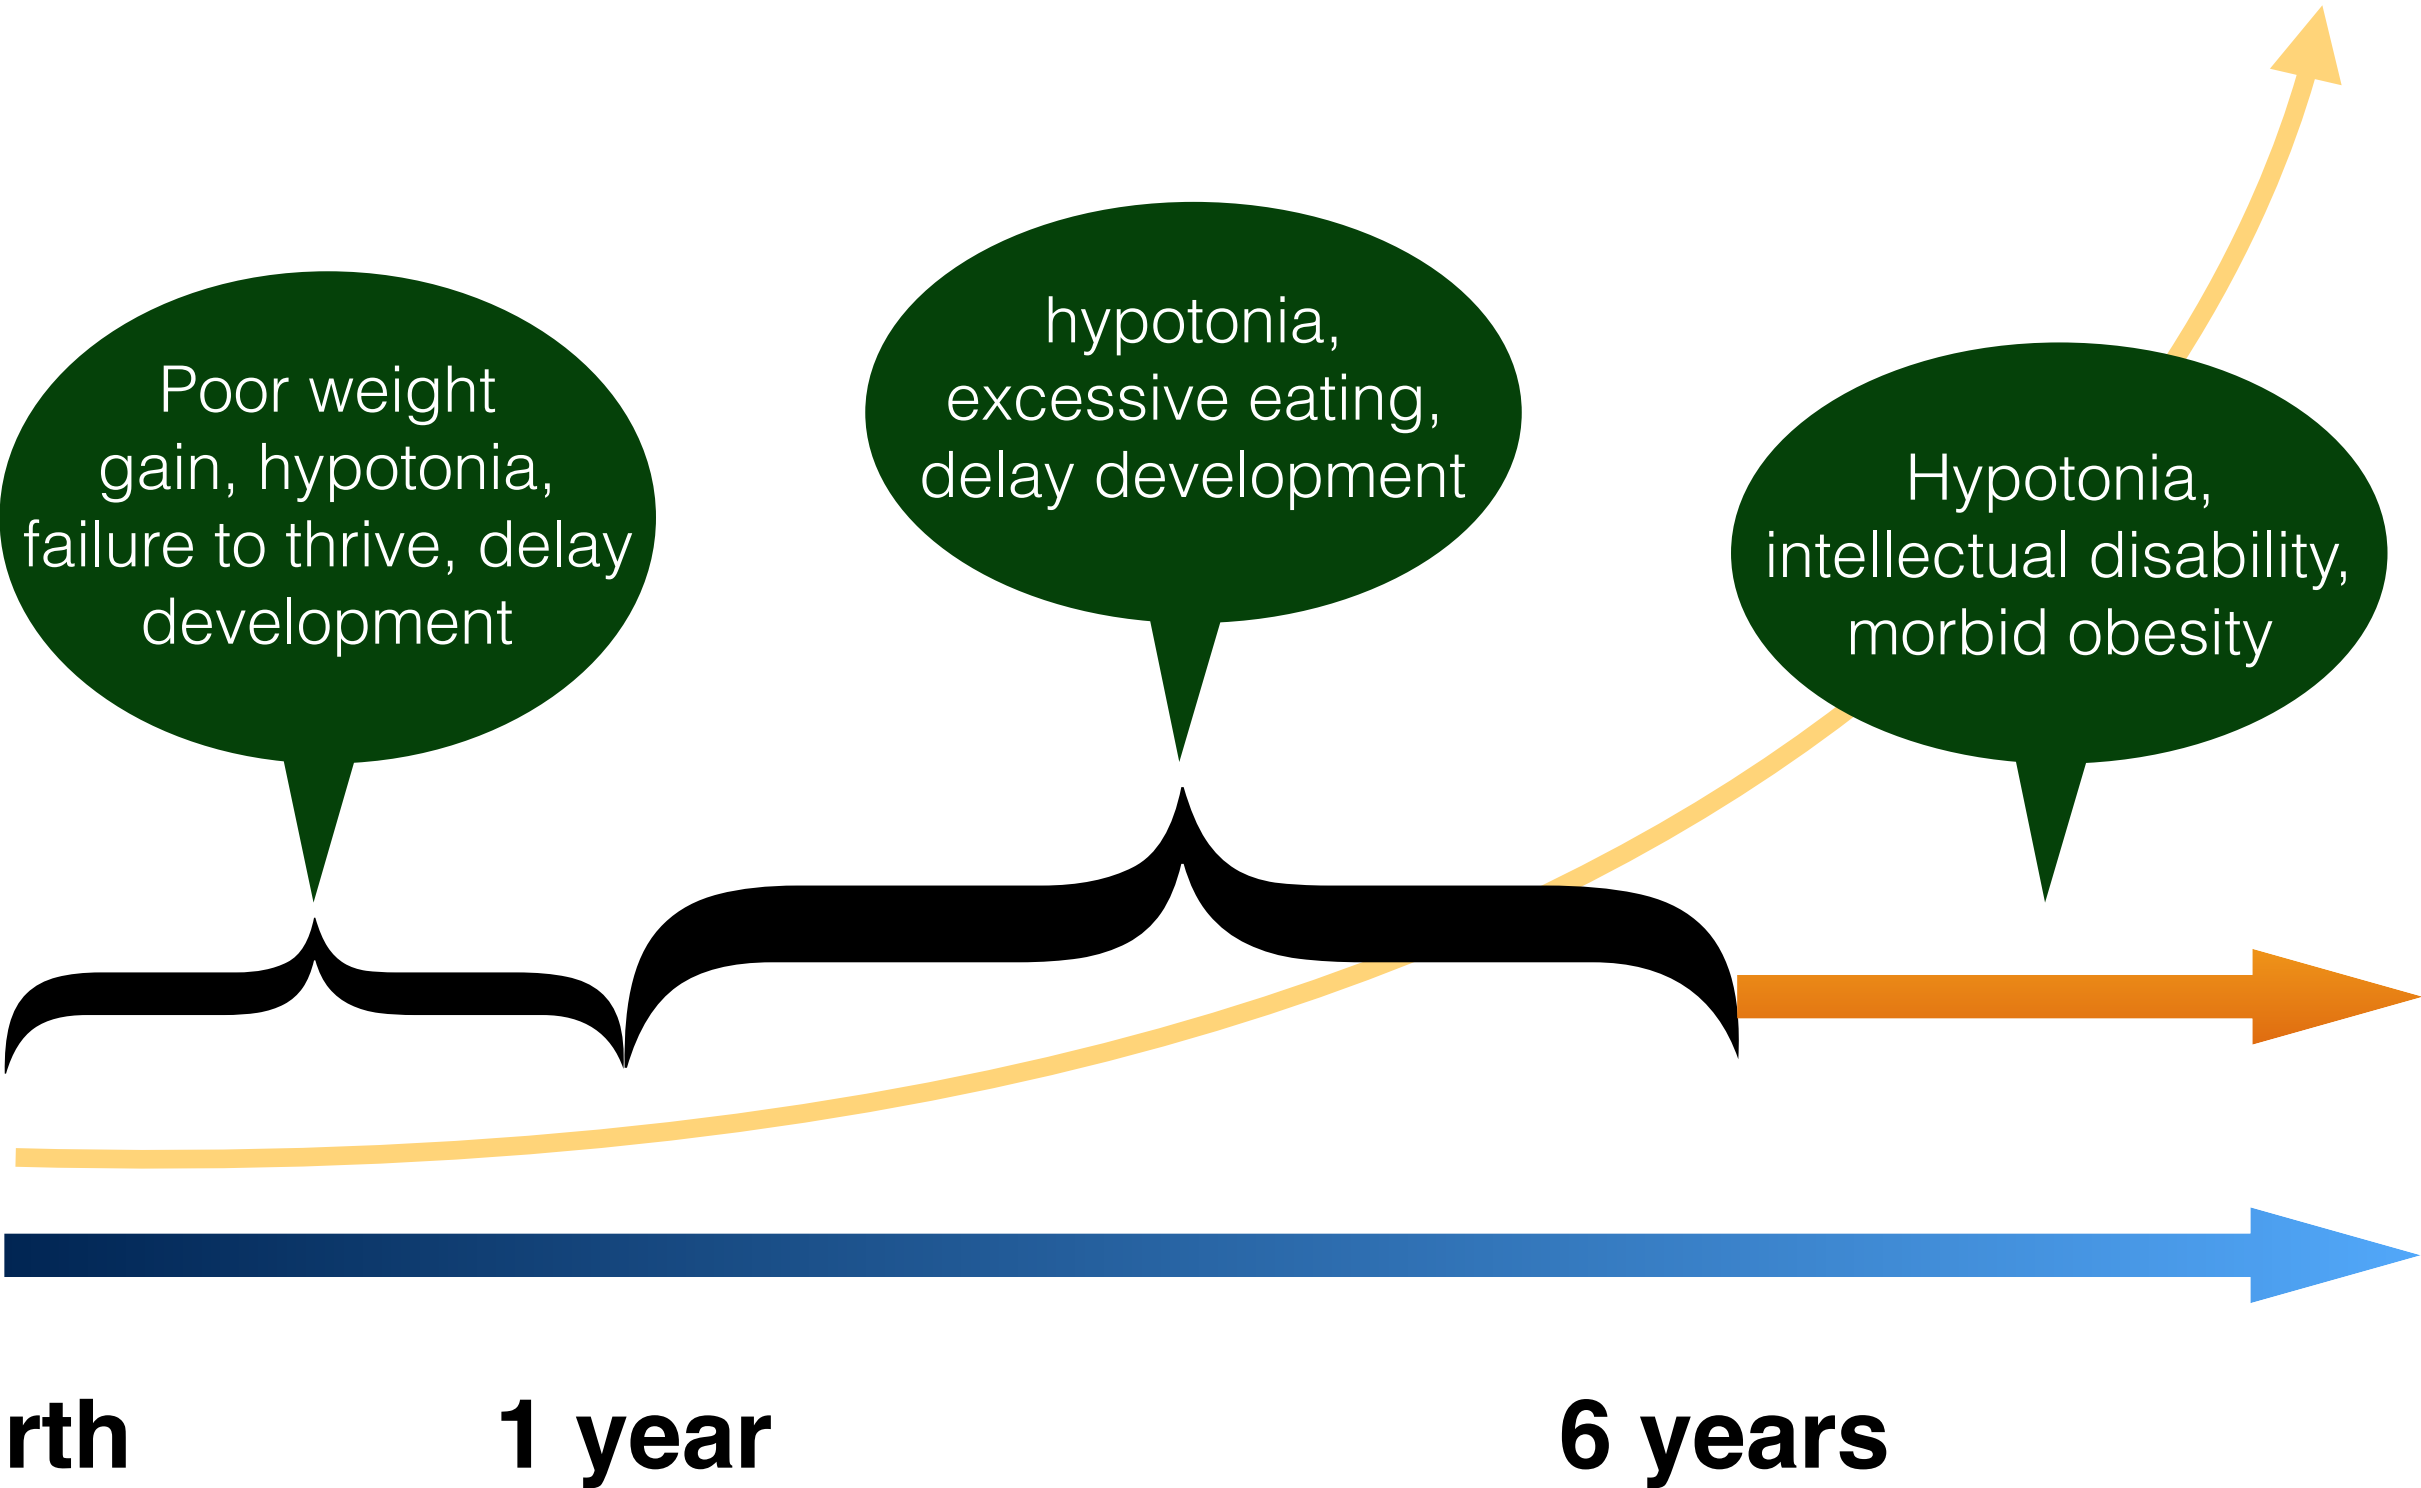 Poor weight
gain, hypotonia,
failure to thrive, delay
development
hypotonia,
excessive eating,
delay development
Hypotonia,
intellectual disability,
morbid obesity
rth
1 year
6 years